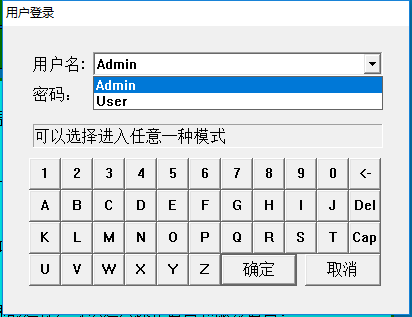 用户登录
用户名: Admin
Admin
密码:
User
可以选择进入任意一种模式
1 2 3 4 5 6 7 8 9 0 <-
A B C D E F G H I J Del
K L M N O P Q R S T Cap
U V W X Y Z 确定 取消